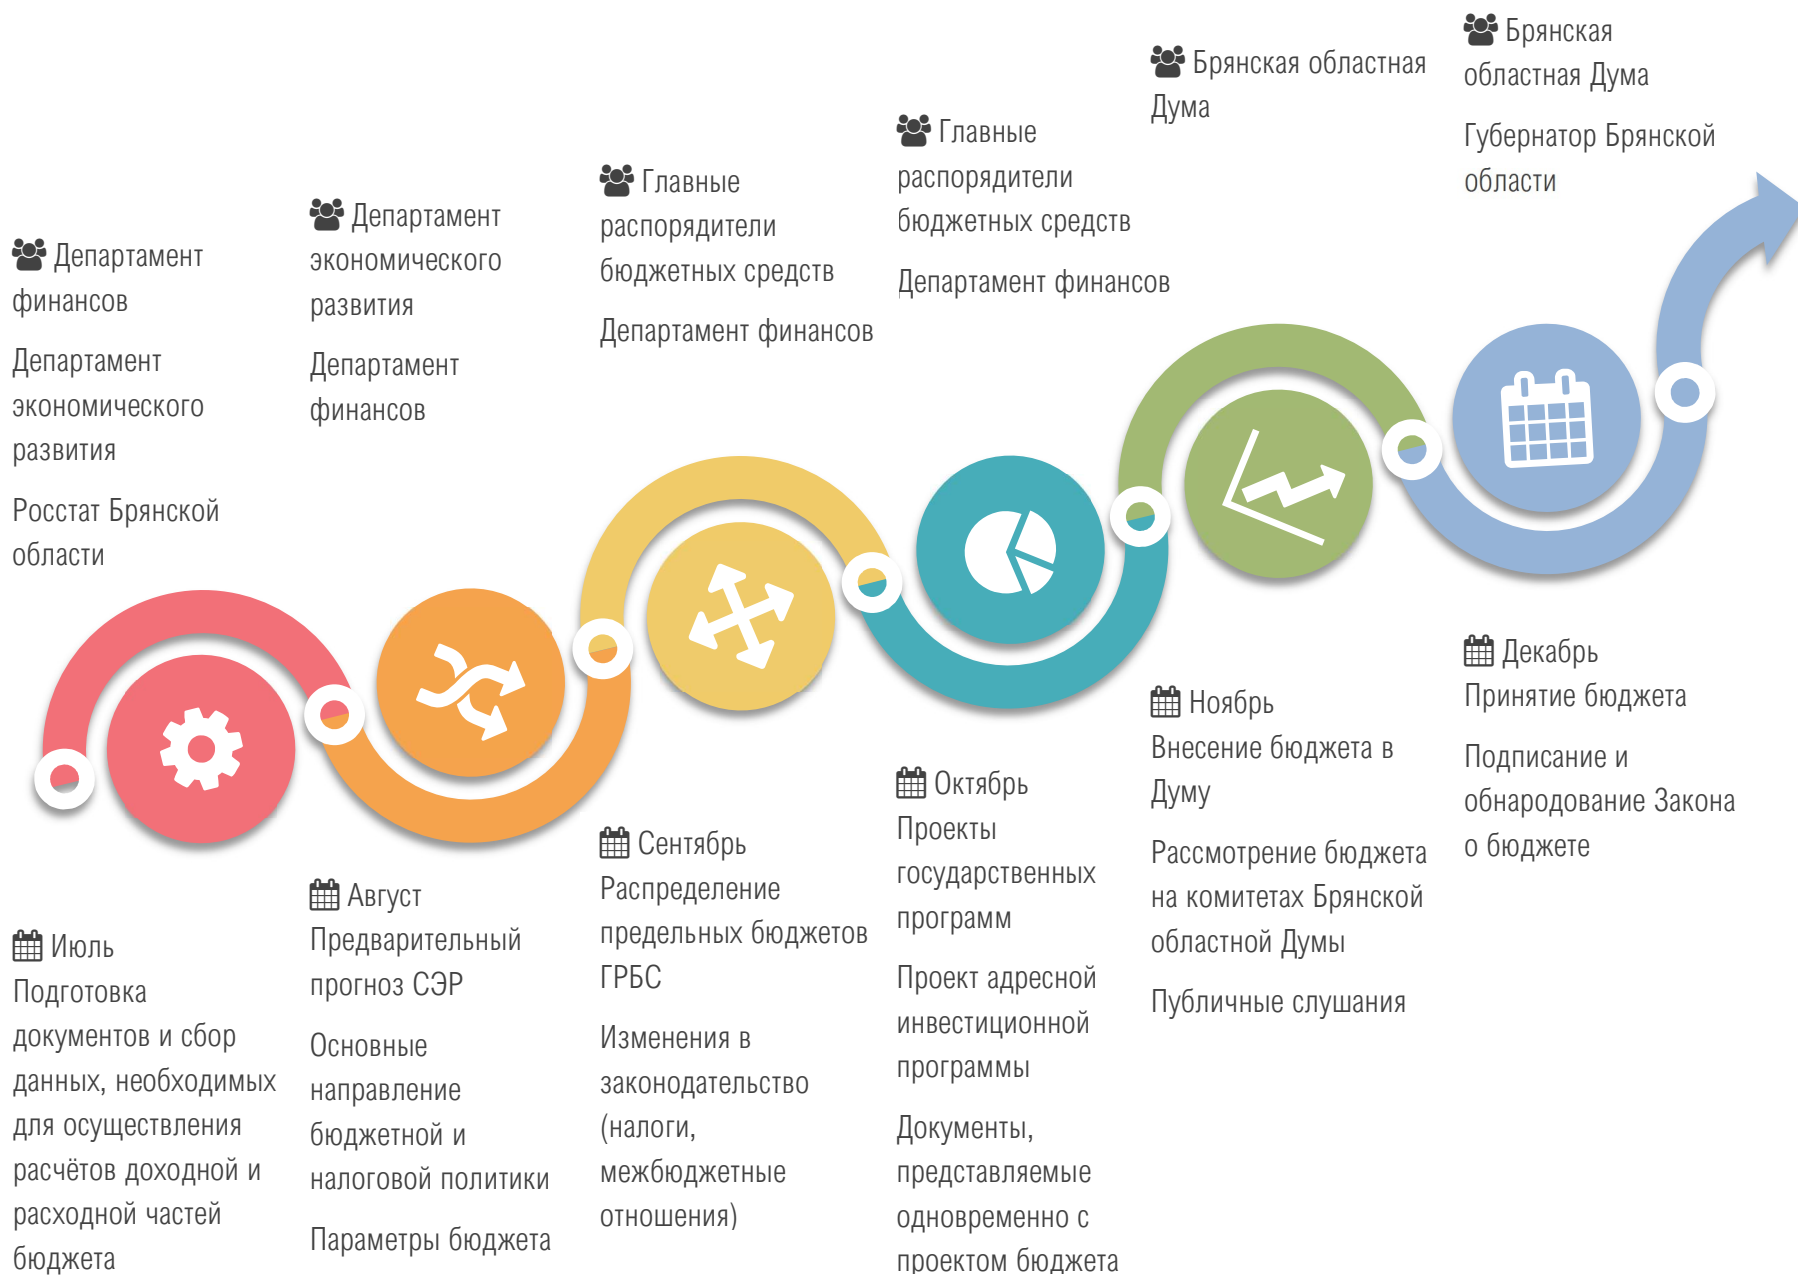 Департамент
финансов
Департамент
экономического
развития
Росстат Брянской
области
Июль
Подготовка
документов и сбор
данных, необходимых
для осуществления
расчётов доходной и
расходной частей
бюджета
Департамент
экономического
развития
Департамент
финансов
Август
Предварительный
прогноз СЭР
Основные
направление
бюджетной и
налоговой политики
Параметры бюджета
Главные
распорядители
бюджетных средств
Департамент финансов
Сентябрь
Распределение
предельных бюджетов
ГРБС
Изменения в
законодательство
(налоги,
межбюджетные
отношения)
Главные
распорядители
бюджетных средств
Департамент финансов
Октябрь
Проекты
государственных
программ
Проект адресной
инвестиционной
программы
Документы,
представляемые
одновременно с
проектом бюджета
Брянская областная
Дума
Ноябрь
Внесение бюджета в
Думу
Рассмотрение бюджета
на комитетах Брянской
областной Думы
Публичные слушания
Брянская
областная Дума
Губернатор Брянской
области
Декабрь
Принятие бюджета
Подписание и
обнародование Закона
о бюджете